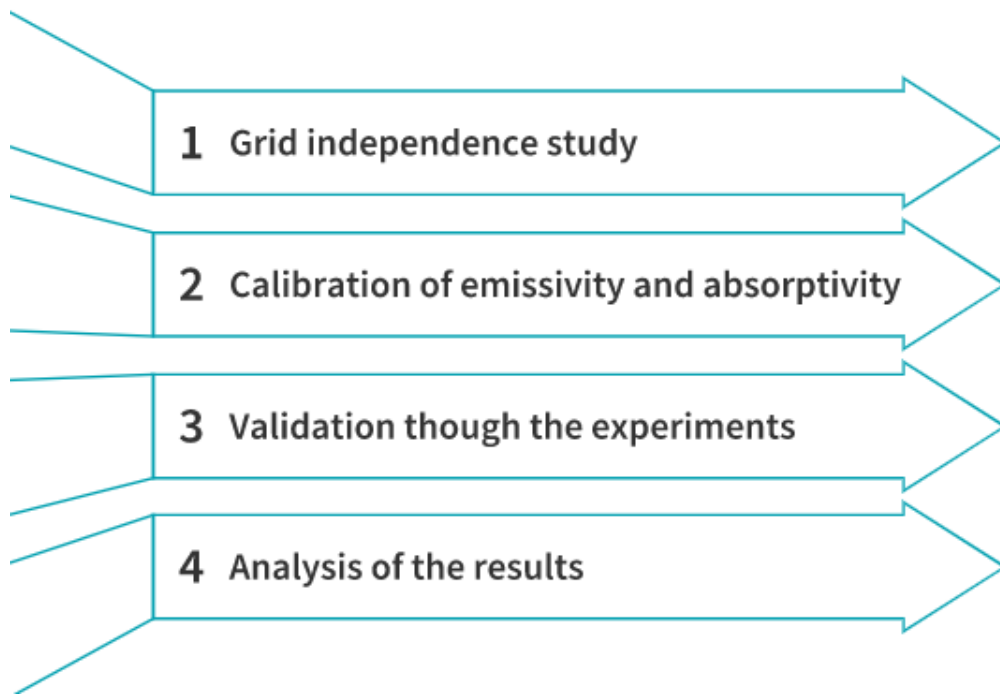 1 Grid independence study
2 Calibration of emissivity and absorptivity
3 Validation though the experiments
4 Analysis of the results